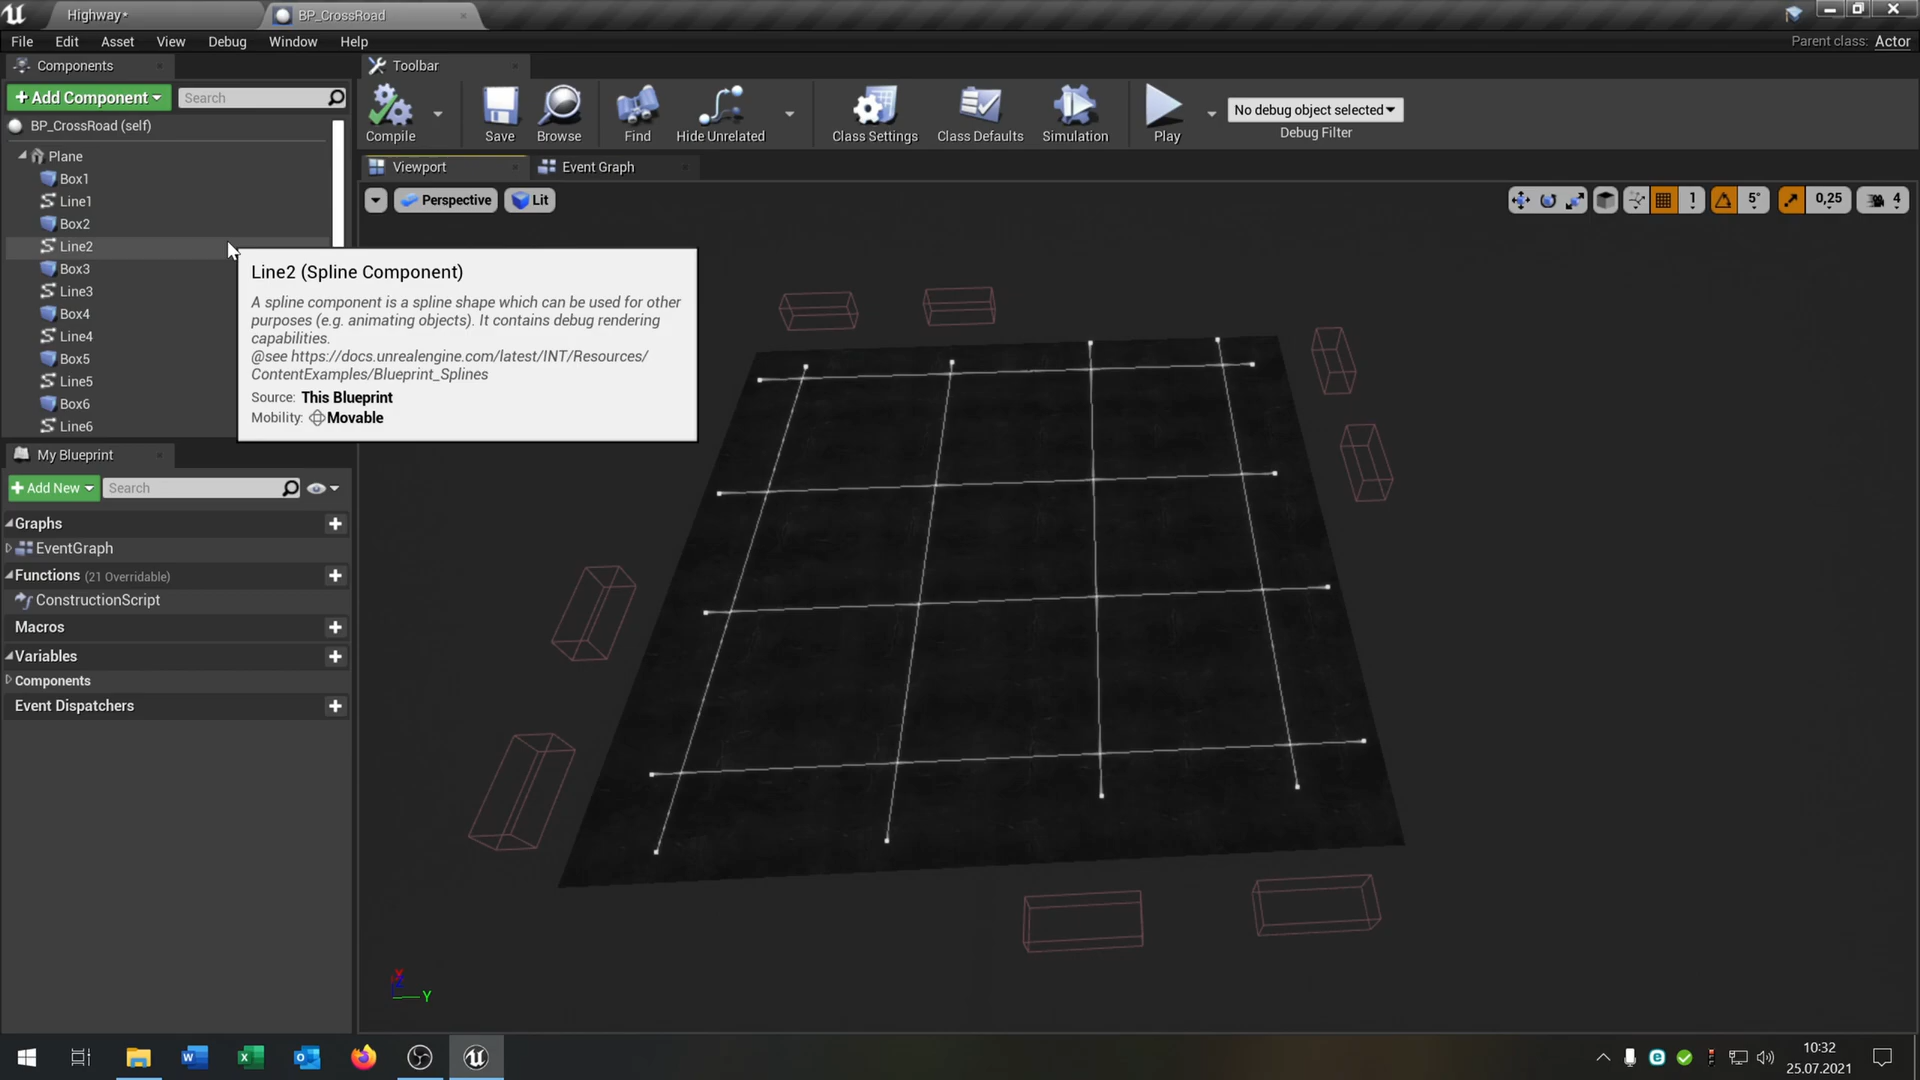 Highway*
BP_CrossRoad
File Edit Asset View Debug Window Help
Parent class: Actor
Components
Toolbar
+ Add Component
Search
BP_CrossRoad (self)
Plane
Box1
Line1
Box2
Line2
Box3
Line3
Box4
Line4
Box5
Line5
Box6
Line6
Compile
Save
Browse
Find
Hide Unrelated
Class Settings
Class Defaults
Simulation
Play
No debug object selected
Debug Filter
Viewport
Event Graph
Perspective
Lit
1
5°
0,25
4
Line2 (Spline Component)
A spline component is a spline shape which can be used for other
purposes (e.g. animating objects). It contains debug rendering
capabilities.
@see https://docs.unrealengine.com/latest/INT/Resources/
ContentExamples/Blueprint_Splines
Source: This Blueprint
Mobility: Movable
My Blueprint
+ Add New
Search
Graphs
EventGraph
Functions (21 Overridable)
ConstructionScript
Macros
Variables
Components
Event Dispatchers
X
Z
Y
10:32
25.07.2021